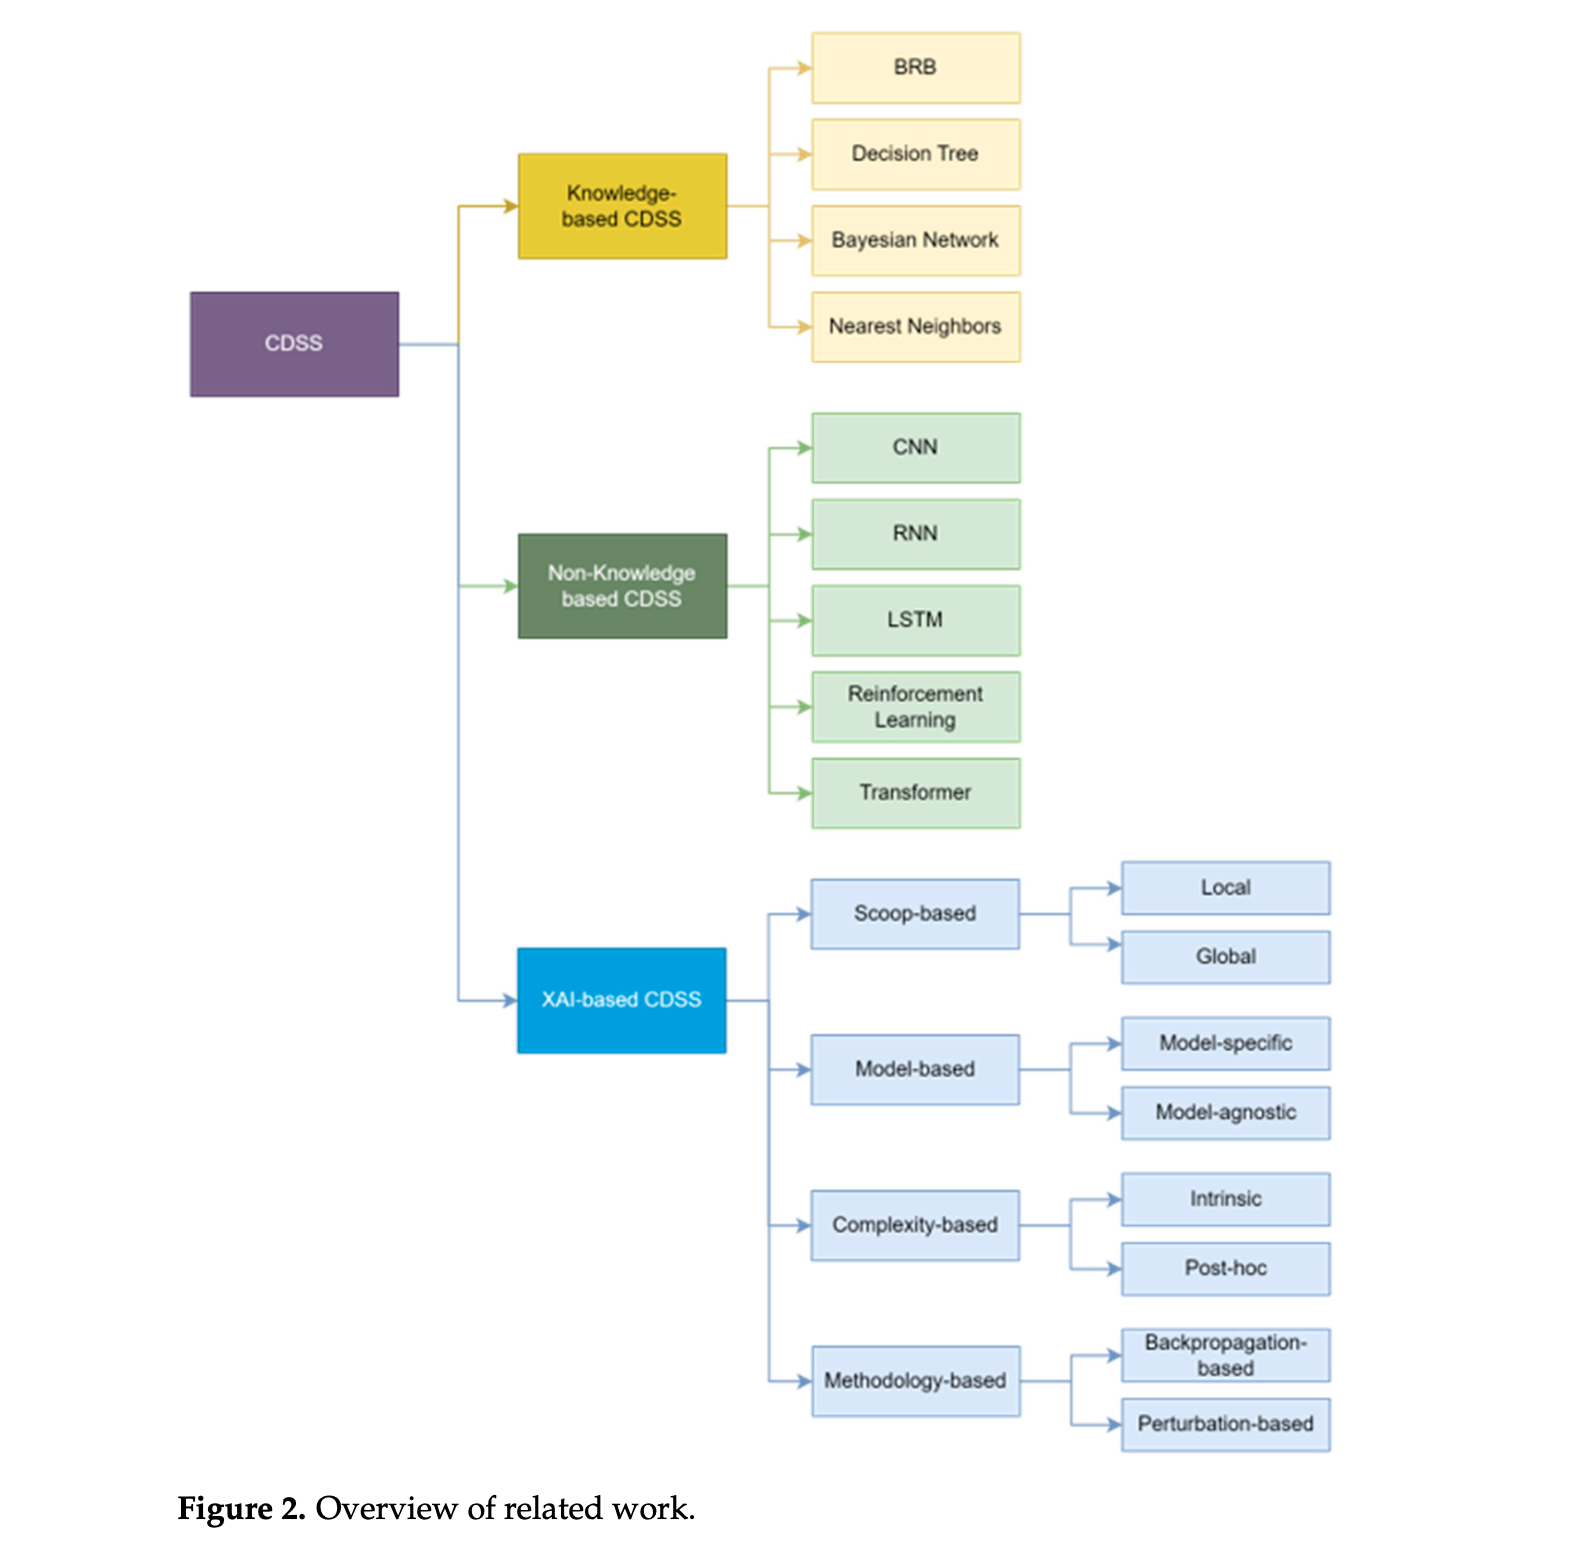 CDSS
Knowledge-
based CDSS
BRB
Decision Tree
Bayesian Network
Nearest Neighbors
Non-Knowledge
based CDSS
CNN
RNN
LSTM
Reinforcement
Learning
Transformer
XAI-based CDSS
Scoop-based
Local
Global
Model-based
Model-specific
Model-agnostic
Complexity-based
Intrinsic
Post-hoc
Methodology-based
Backpropagation-
based
Perturbation-based
Figure 2. Overview of related work.